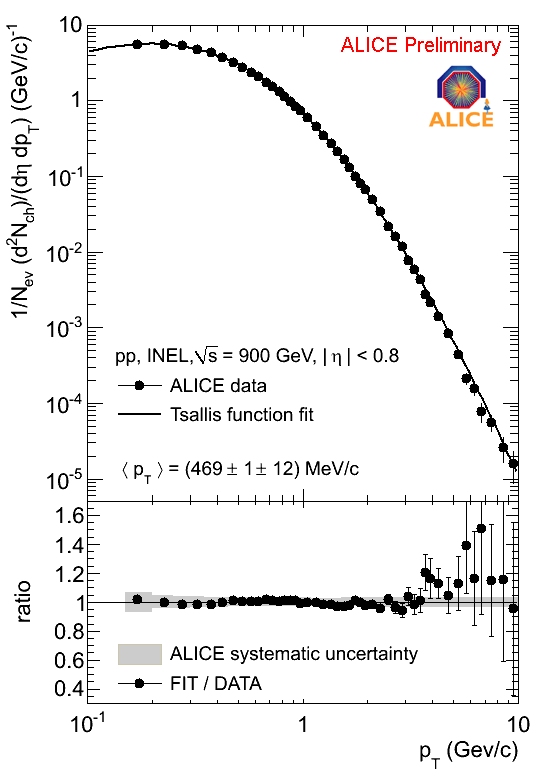 ALICE Preliminary
ALICE
10
1
10⁻¹
10⁻²
10⁻³
10⁻⁴
10⁻⁵
1/N_ev (d²N_ch)/(dη dp_T) (GeV/c)⁻¹
pp, INEL,√s = 900 GeV, | η | < 0.8
ALICE data
Tsallis function fit
⟨ p_T ⟩ = (469 ± 1 ± 12) MeV/c
1.6
1.4
1.2
1.0
0.8
0.6
0.4
ratio
ALICE systematic uncertainty
FIT / DATA
10⁻¹ 1 10
p_T (Gev/c)